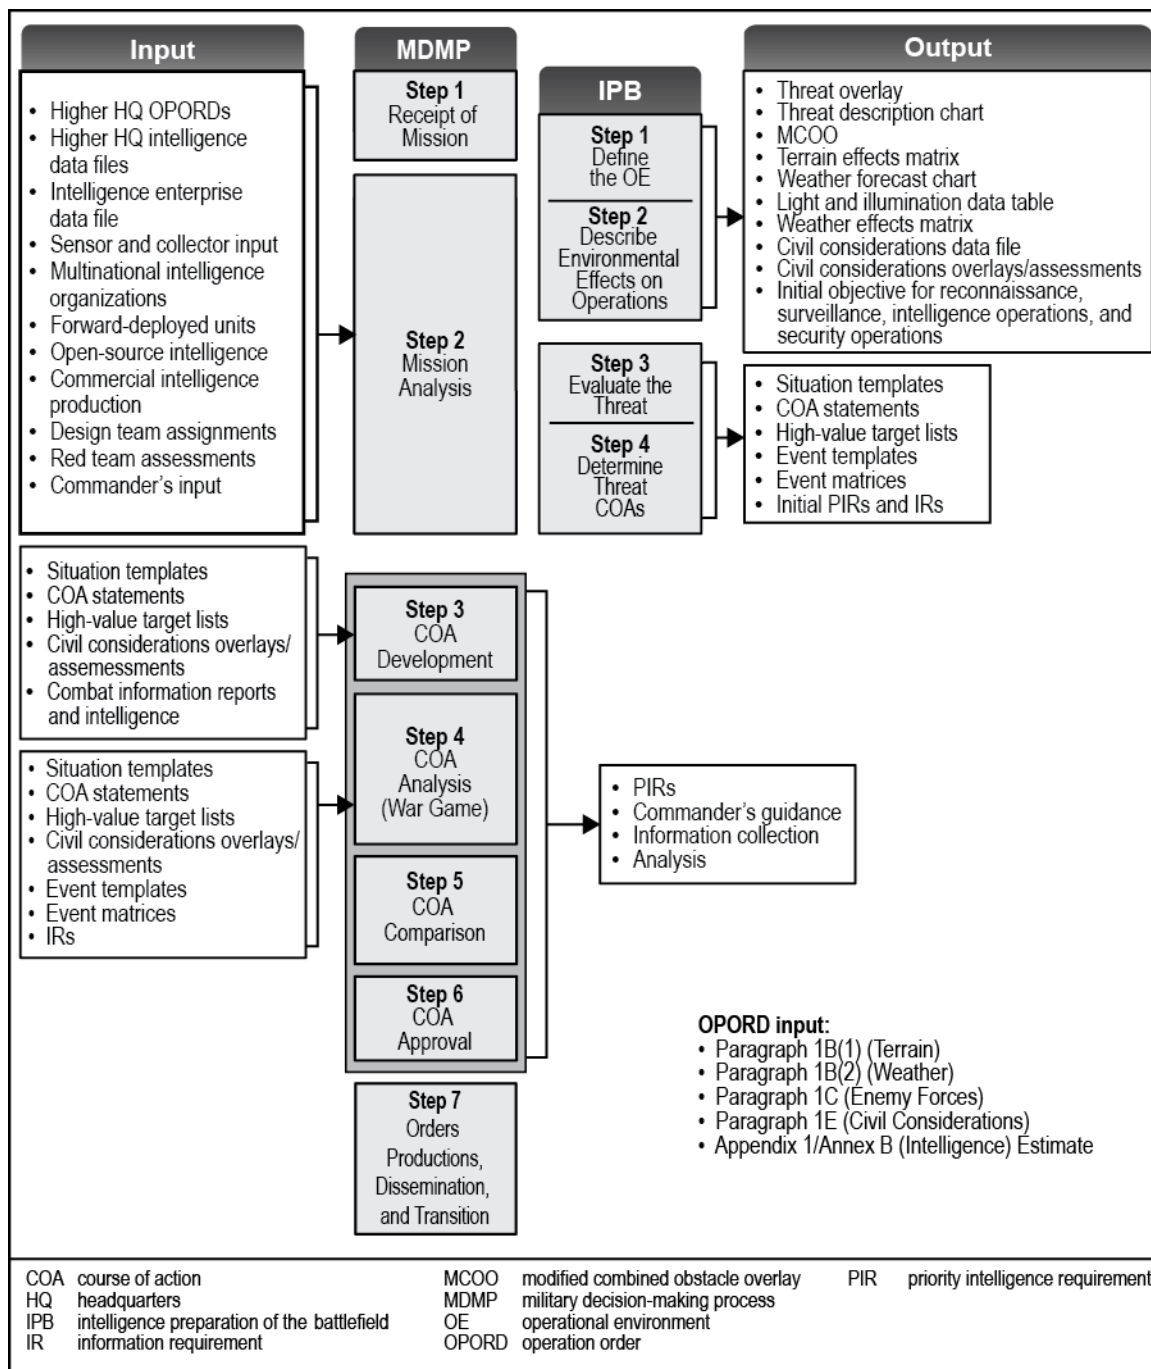 Input
• Higher HQ OPORDs
• Higher HQ intelligence
data files
• Intelligence enterprise
data file
• Sensor and collector input
• Multinational intelligence
organizations
• Forward-deployed units
• Open-source intelligence
• Commercial intelligence
production
• Design team assignments
• Red team assessments
• Commander's input
• Situation templates
• COA statements
• High-value target lists
• Civil considerations overlays/
assemessments
• Combat information reports
and intelligence
• Situation templates
• COA statements
• High-value target lists
• Civil considerations overlays/
assessments
• Event templates
• Event matrices
• IRs
MDMP
Step 1
Receipt of
Mission
Step 2
Mission
Analysis
Step 3
COA
Development
Step 4
COA
Analysis
(War Game)
Step 5
COA
Comparison
Step 6
COA
Approval
Step 7
Orders
Productions,
Dissemination,
and Transition
IPB
Step 1
Define
the OE
Step 2
Describe
Environmental
Effects on
Operations
Step 3
Evaluate the
Threat
Step 4
Determine
Threat
COAs
Output
• Threat overlay
• Threat description chart
• MCOO
• Terrain effects matrix
• Weather forecast chart
• Light and illumination data table
• Weather effects matrix
• Civil considerations data file
• Civil considerations overlays/assessments
• Initial objective for reconnaissance,
surveillance, intelligence operations, and
security operations
• Situation templates
• COA statements
• High-value target lists
• Event templates
• Event matrices
• Initial PIRs and IRs
• PIRs
• Commander's guidance
• Information collection
• Analysis
OPORD input:
• Paragraph 1B(1) (Terrain)
• Paragraph 1B(2) (Weather)
• Paragraph 1C (Enemy Forces)
• Paragraph 1E (Civil Considerations)
• Appendix 1/Annex B (Intelligence) Estimate
COA course of action
HQ headquarters
IPB intelligence preparation of the battlefield
IR information requirement
MCOO modified combined obstacle overlay
MDMP military decision-making process
OE operational environment
OPORD operation order
PIR priority intelligence requirement